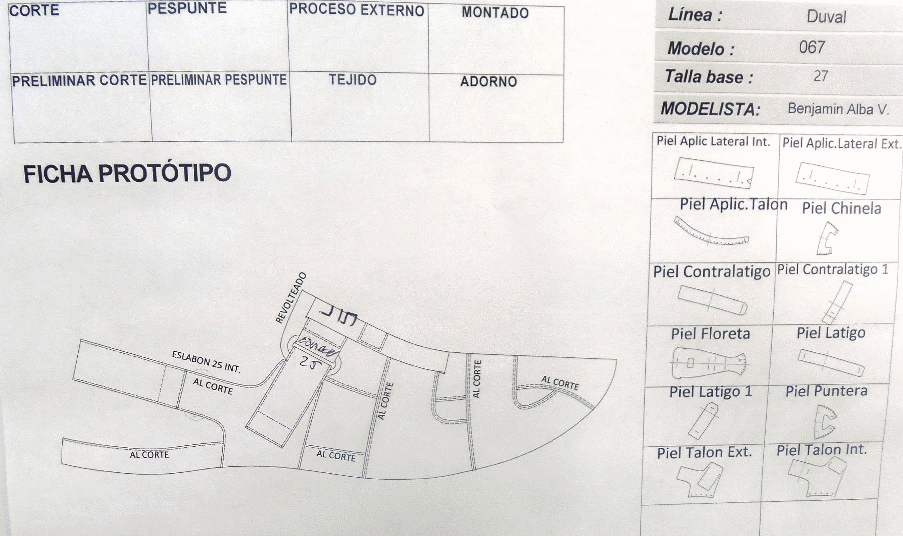 CORTE PESPUNTE PROCESO EXTERNO MONTADO
PRELIMINAR CORTE PRELIMINAR PESPUNTE TEJIDO ADORNO
FICHA PROTÓTIPO
Línea : Duval
Modelo : 067
Talla base : 27
MODELISTA: Benjamin Alba V.
Piel Aplic Lateral Int. Piel Aplic.Lateral Ext.
Piel Aplic.Talon Piel Chinela
Piel Contralatigo Piel Contralatigo 1
Piel Floreta Piel Latigo
Piel Latigo 1 Piel Puntera
Piel Talon Ext. Piel Talon Int.
REVOLTEADO
ESLABON 25 INT.
AL CORTE
AL CORTE
AL CORTE
AL CORTE
AL CORTE
AL CORTE
25